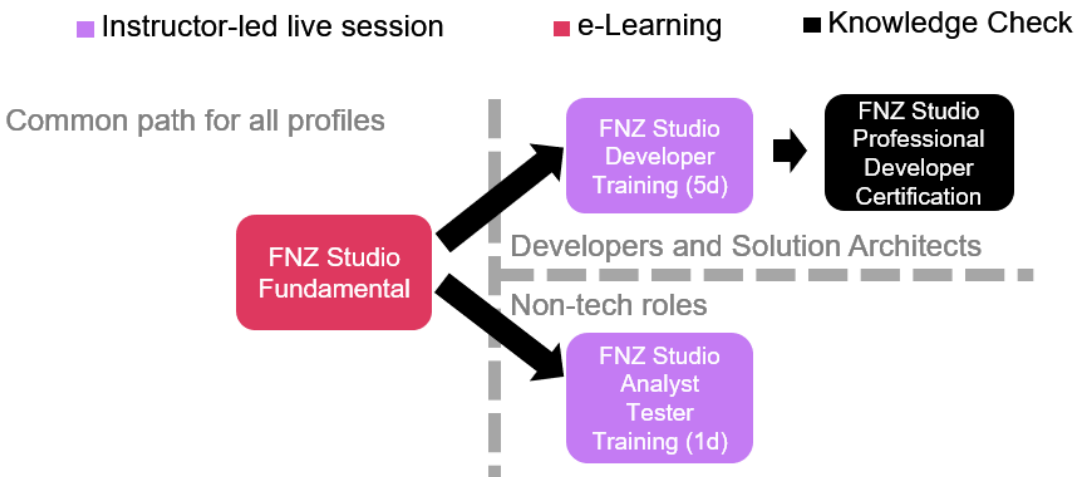 Instructor-led live session
e-Learning
Knowledge Check
Common path for all profiles
FNZ Studio
Fundamental
FNZ Studio
Developer
Training (5d)
FNZ Studio
Professional
Developer
Certification
Developers and Solution Architects
Non-tech roles
FNZ Studio
Analyst
Tester
Training (1d)